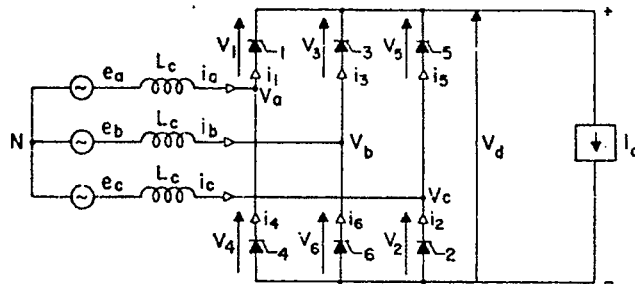 +
V1 1 V3 3 V5 5
i1 i3 i5
ea Lc ia Va
N eb Lc ib Vb Vd Id
ec Lc ic Vc
i4 i6 i2
V4 4 V6 6 V2 2
-